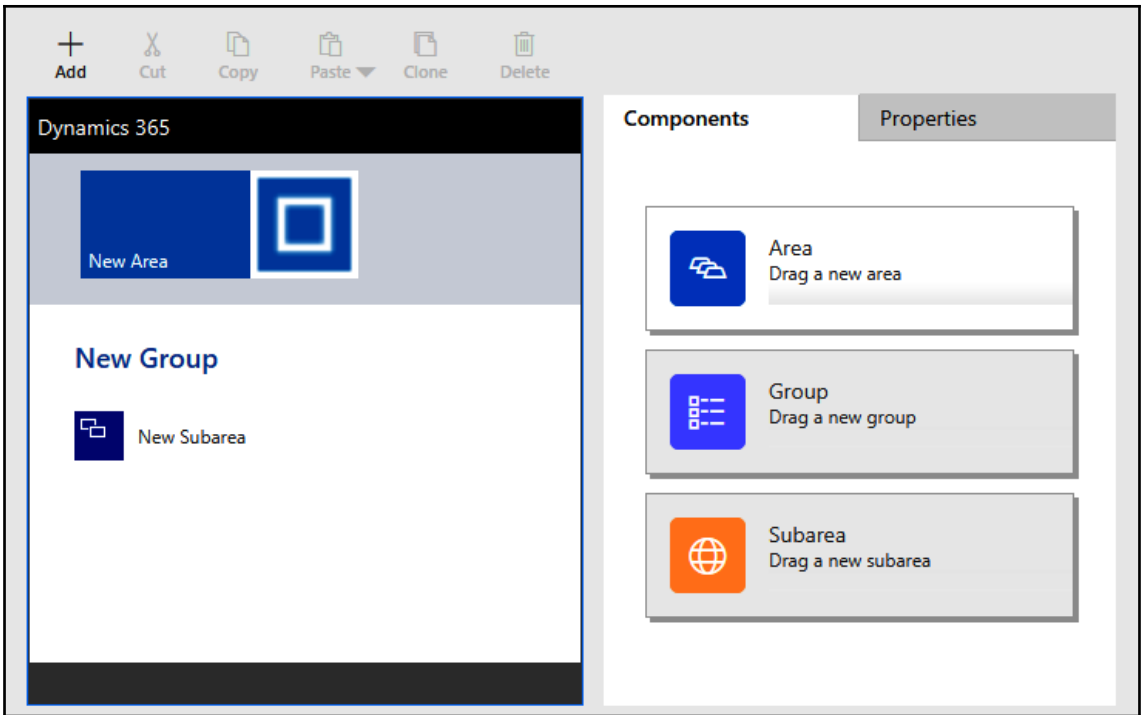 Add Cut Copy Paste Clone Delete
Dynamics 365
New Area
New Group
New Subarea
Components Properties
Area
Drag a new area
Group
Drag a new group
Subarea
Drag a new subarea